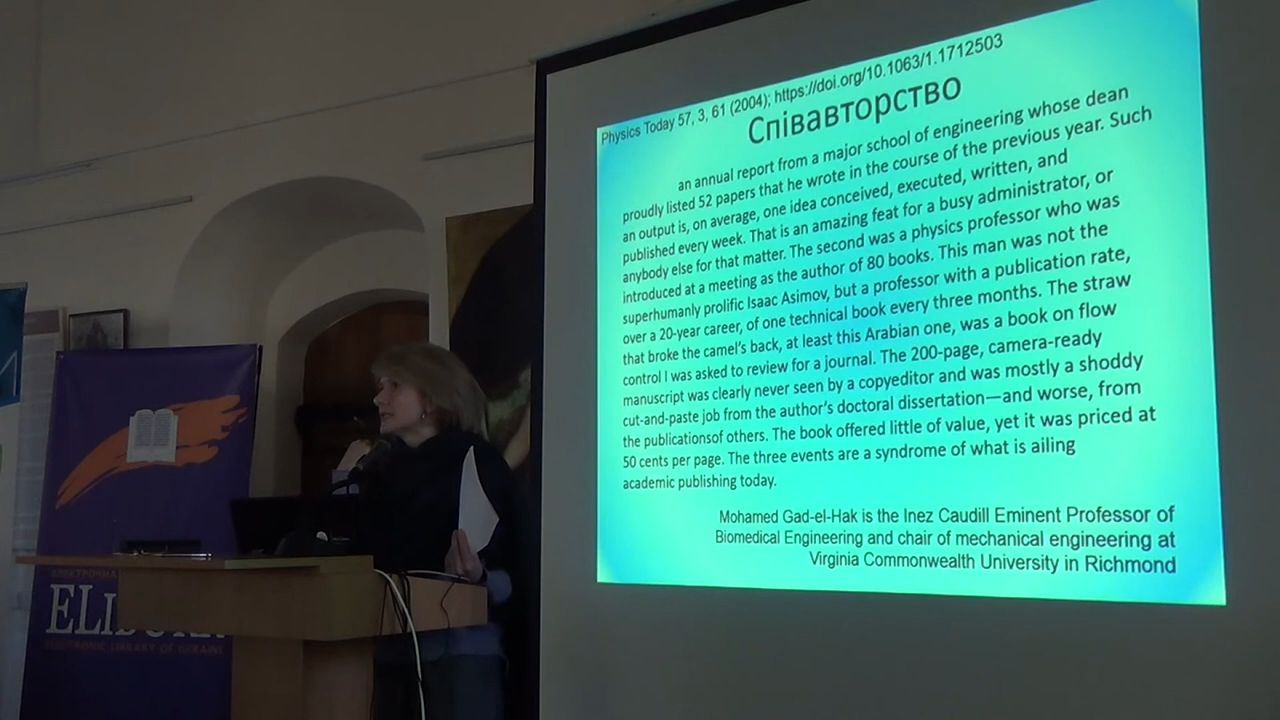 Physics Today 57, 3, 61 (2004); https://doi.org/10.1063/1.1712503
Співавторство
an annual report from a major school of engineering whose dean
proudly listed 52 papers that he wrote in the course of the previous year. Such
an output is, on average, one idea conceived, executed, written, and
published every week. That is an amazing feat for a busy administrator, or
anybody else for that matter. The second was a physics professor who was
introduced at a meeting as the author of 80 books. This man was not the
superhumanly prolific Isaac Asimov, but a professor with a publication rate,
over a 20-year career, of one technical book every three months. The straw
that broke the camel's back, at least this Arabian one, was a book on flow
control I was asked to review for a journal. The 200-page, camera-ready
manuscript was clearly never seen by a copyeditor and was mostly a shoddy
cut-and-paste job from the author's doctoral dissertation—and worse, from
the publicationsof others. The book offered little of value, yet it was priced at
50 cents per page. The three events are a syndrome of what is ailing
academic publishing today.
Mohamed Gad-el-Hak is the Inez Caudill Eminent Professor of
Biomedical Engineering and chair of mechanical engineering at
Virginia Commonwealth University in Richmond
LIBRARY OF UKRAINE